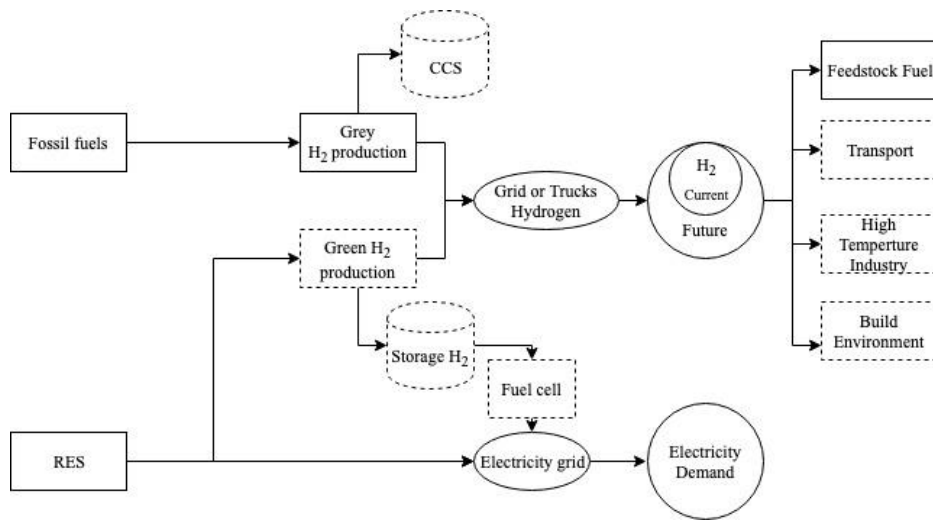 CCS
Feedstock Fuel
Fossil fuels
Grey
H₂ production
Transport
Grid or Trucks
Hydrogen
H₂
Current
Future
High
Temperture
Industry
Green H₂
production
Build
Environment
Storage H₂
Fuel cell
RES
Electricity grid
Electricity
Demand